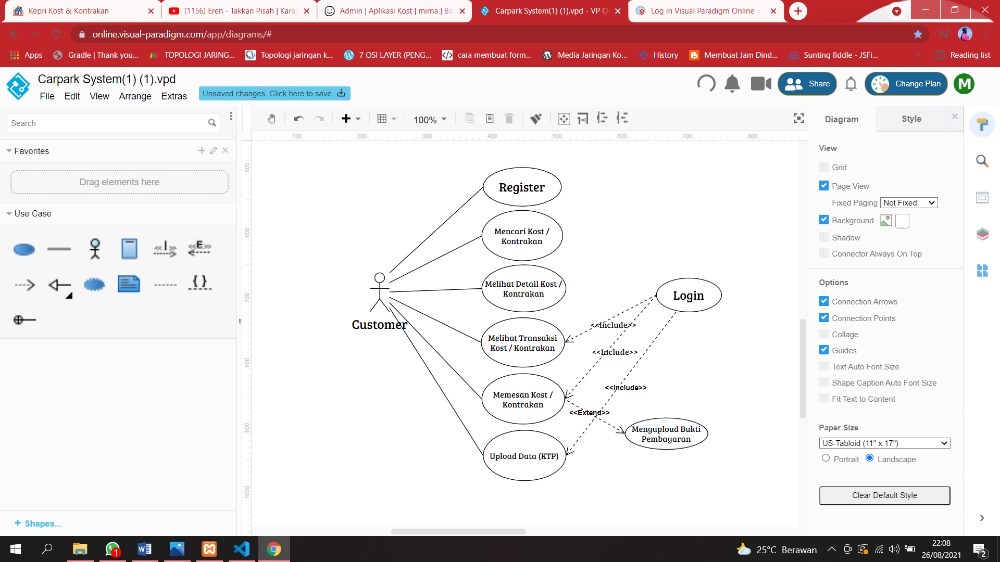 Kepri Kost & Kontrakan
(1156) Eren - Takkan Pisah | Karao
Admin | Aplikasi Kost | mirna | Bal
Carpark System(1) (1).vpd - VP O
Log in Visual Paradigm Online
online.visual-paradigm.com/app/diagrams/#
Apps
Gradle | Thank you...
TOPOLOGI JARING...
Topologi jaringan k...
7 OSI LAYER (PENG...
cara membuat form...
Media Jaringan Ko...
History
Membuat Jam Dind...
Sunting fiddle - JSFi...
Reading list
Carpark System(1) (1).vpd
File Edit View Arrange Extras
Unsaved changes. Click here to save.
Share
Change Plan
M
Search
100%
Diagram
Style
100 200 300 400 500 600 700 800
500
600
700
800
900
1000
Favorites
Drag elements here
Use Case
<<I>>
<<E>>
{ }
+ Shapes...
Register
Mencari Kost /
Kontrakan
Melihat Detail Kost /
Kontrakan
Login
Customer
<<Include>>
Melihat Transaksi
Kost / Kontrakan
<<Include>>
<<Include>>
Memesan Kost /
Kontrakan
<<Extend>>
Menguploud Bukti
Pembayaran
Upload Data (KTP)
View
Grid
Page View
Fixed Paging Not Fixed
Background
Shadow
Connector Always On Top
Options
Connection Arrows
Connection Points
Collage
Guides
Text Auto Font Size
Shape Caption Auto Font Size
Fit Text to Content
Paper Size
US-Tabloid (11" x 17")
Portrait Landscape
Clear Default Style
1
25°C Berawan
22:08
26/08/2021
2